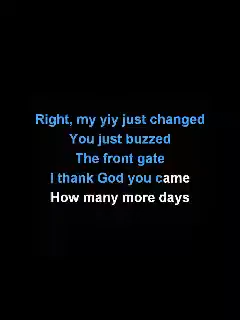 Right, my yiy just changed
You just buzzed
The front gate
I thank God you came
How many more days